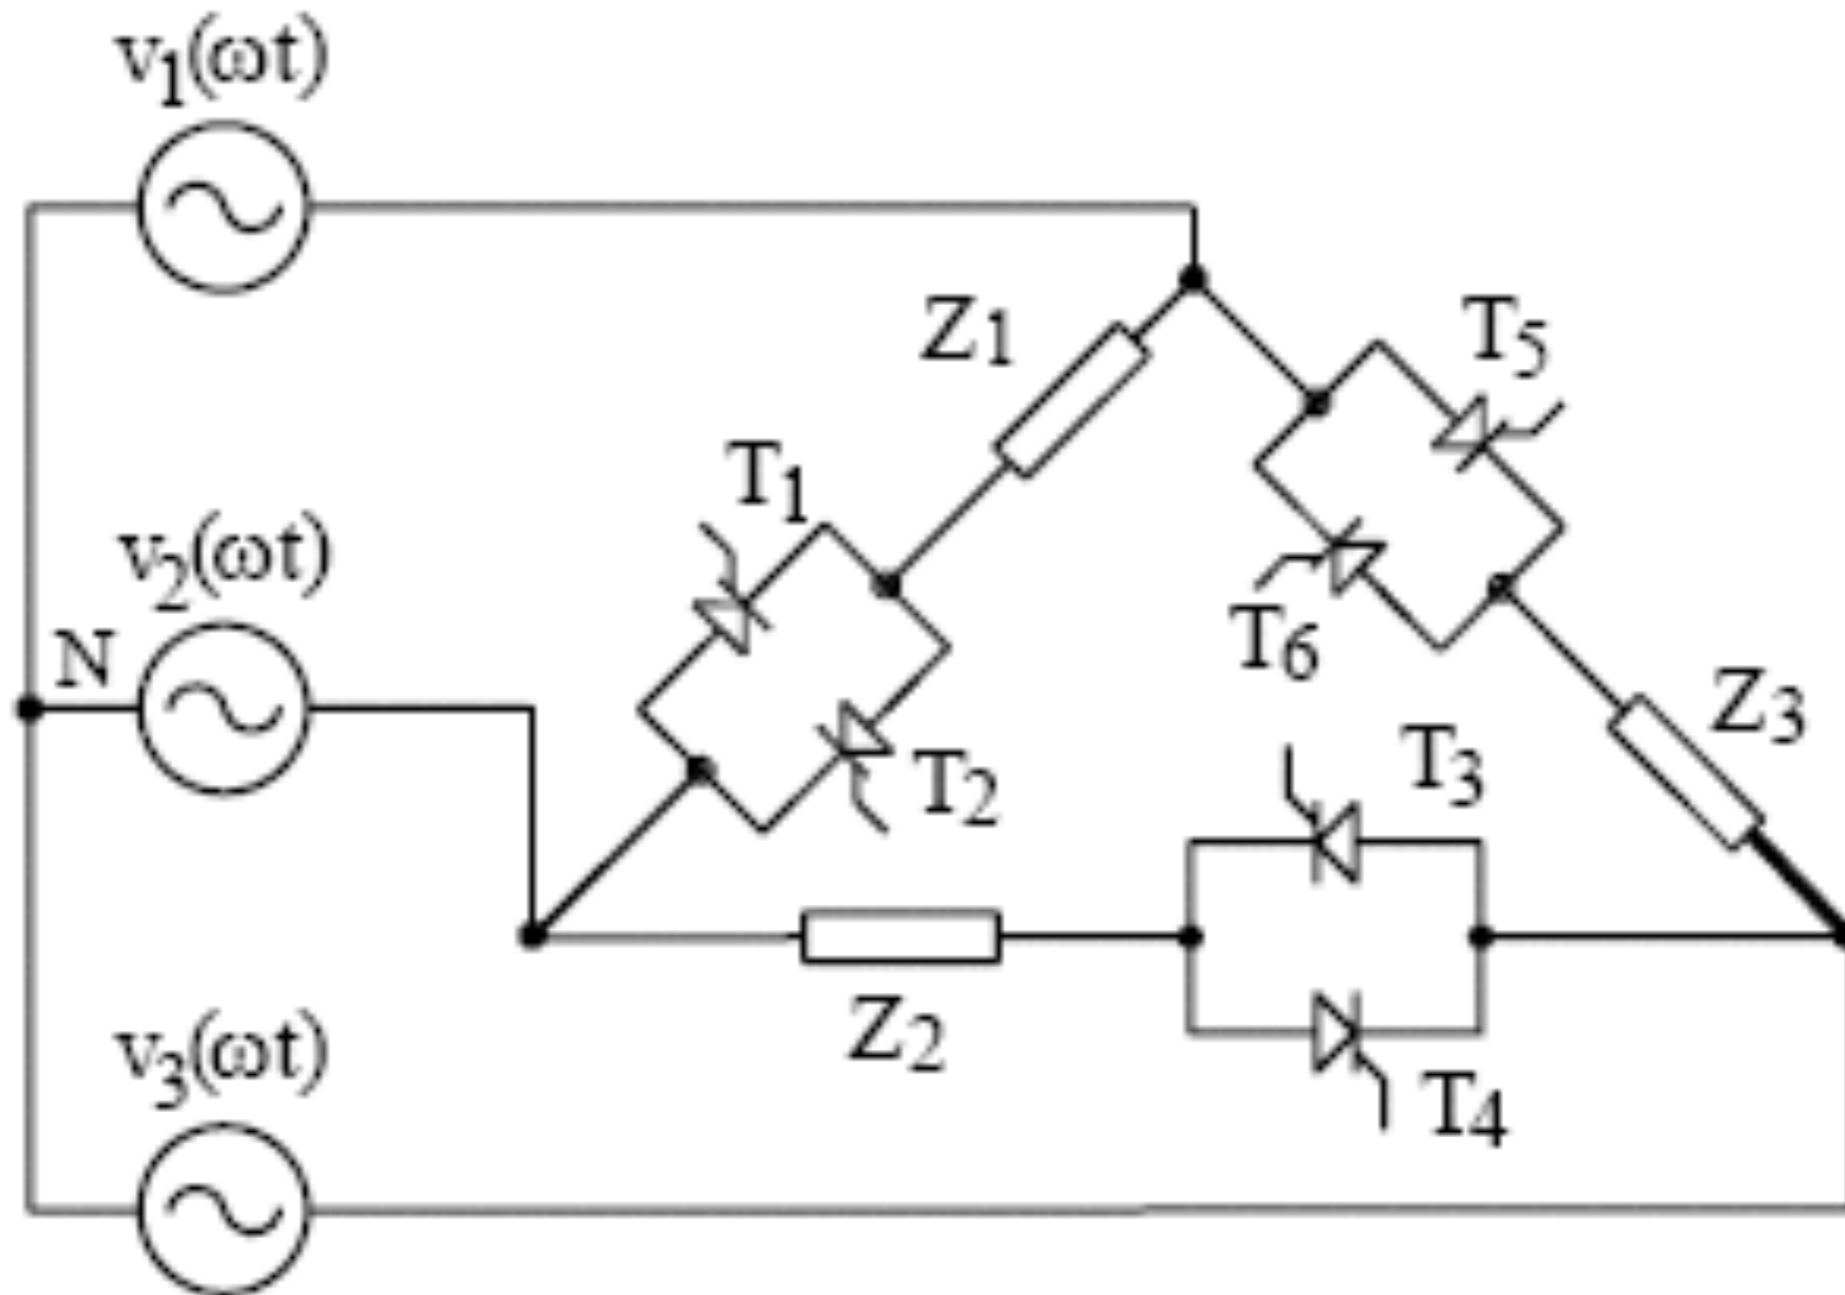 v₁(ωt)
Z₁
T₅
T₁
v₂(ωt)
N
T₆
T₂
Z₃
T₃
Z₂
v₃(ωt)
T₄